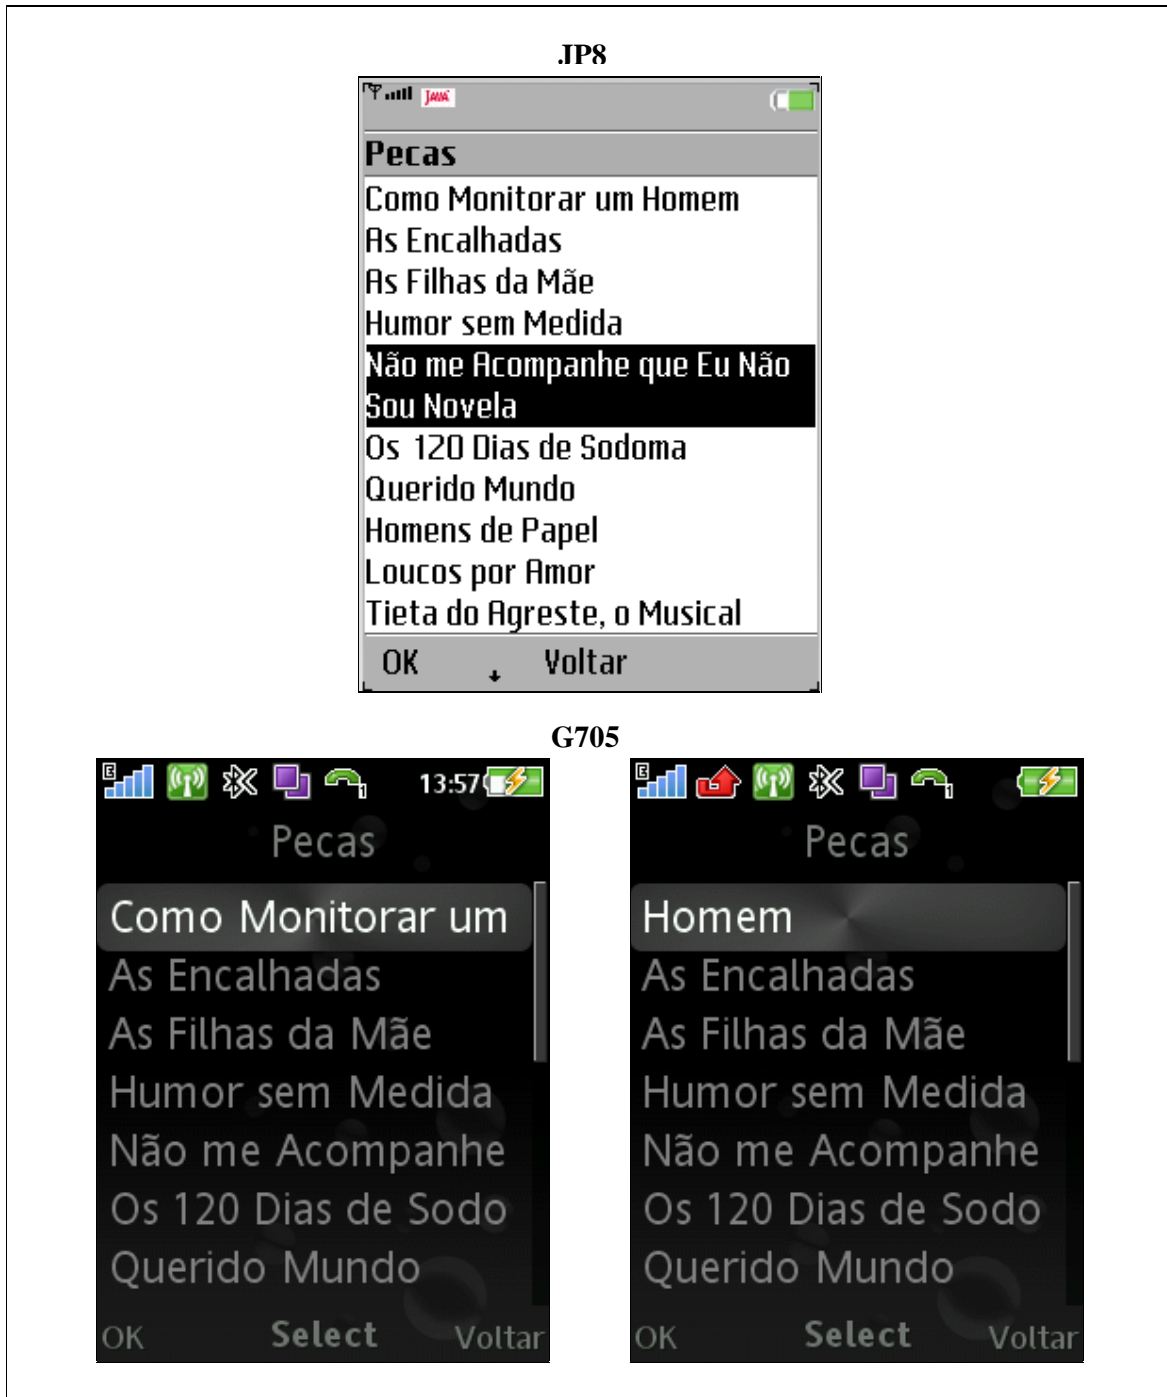 JP8
JAVA
Pecas
Como Monitorar um Homem
As Encalhadas
As Filhas da Mãe
Humor sem Medida
Não me Acompanhe que Eu Não
Sou Novela
Os 120 Dias de Sodoma
Querido Mundo
Homens de Papel
Loucos por Amor
Tieta do Agreste, o Musical
OK Voltar
G705
E 1 13:57
Pecas
Como Monitorar um
As Encalhadas
As Filhas da Mãe
Humor sem Medida
Não me Acompanhe
Os 120 Dias de Sodo
Querido Mundo
OK Select Voltar
E 1
Pecas
Homem
As Encalhadas
As Filhas da Mãe
Humor sem Medida
Não me Acompanhe
Os 120 Dias de Sodo
Querido Mundo
OK Select Voltar